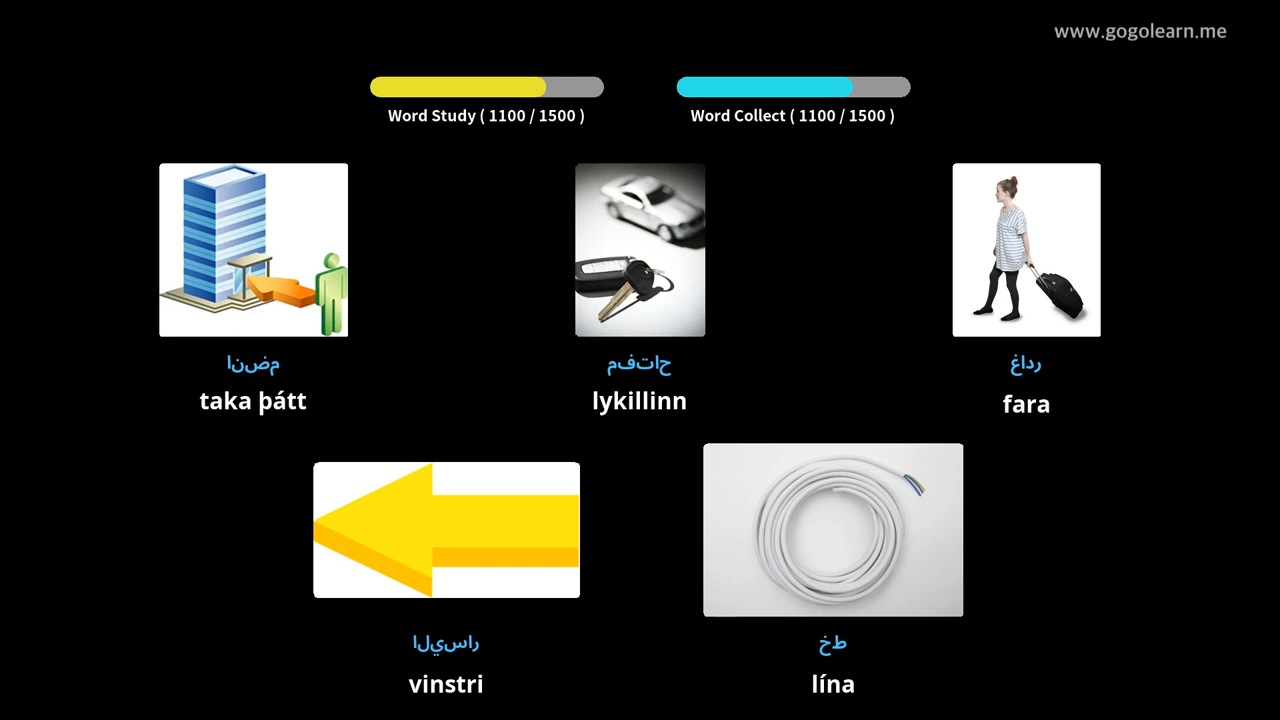 www.gogolearn.me
Word Study ( 1100 / 1500 )
Word Collect ( 1100 / 1500 )
انضم
مفتاح
غادر
taka þátt
lykillinn
fara
اليسار
خط
vinstri
lína